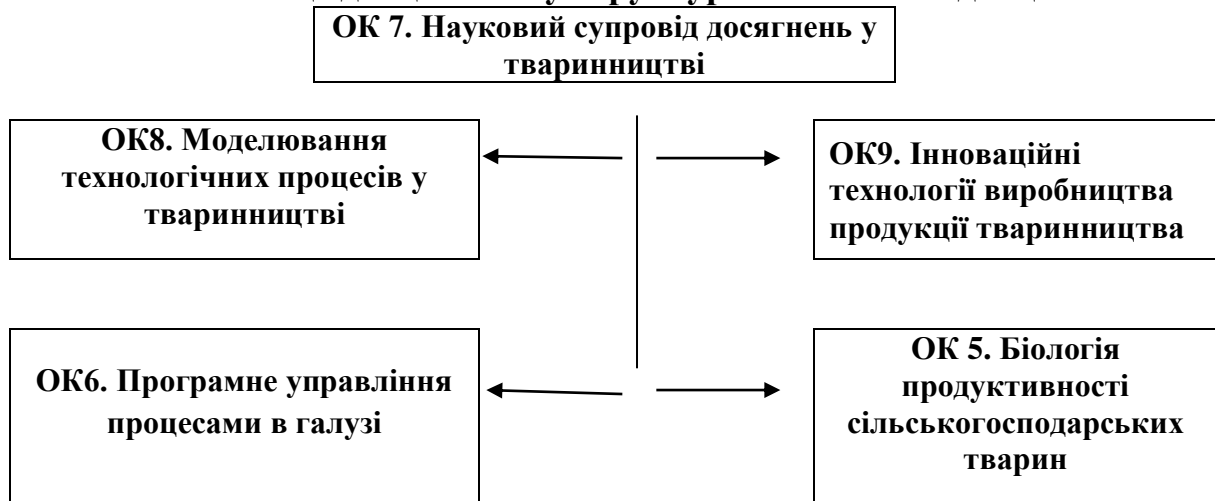 ОК 7. Науковий супровід досягнень у
тваринництві
ОК8. Моделювання
технологічних процесів у
тваринництві
ОК9. Інноваційні
технології виробництва
продукції тваринництва
ОК6. Програмне управління
процесами в галузі
ОК 5. Біологія
продуктивності
сільськогосподарських
тварин